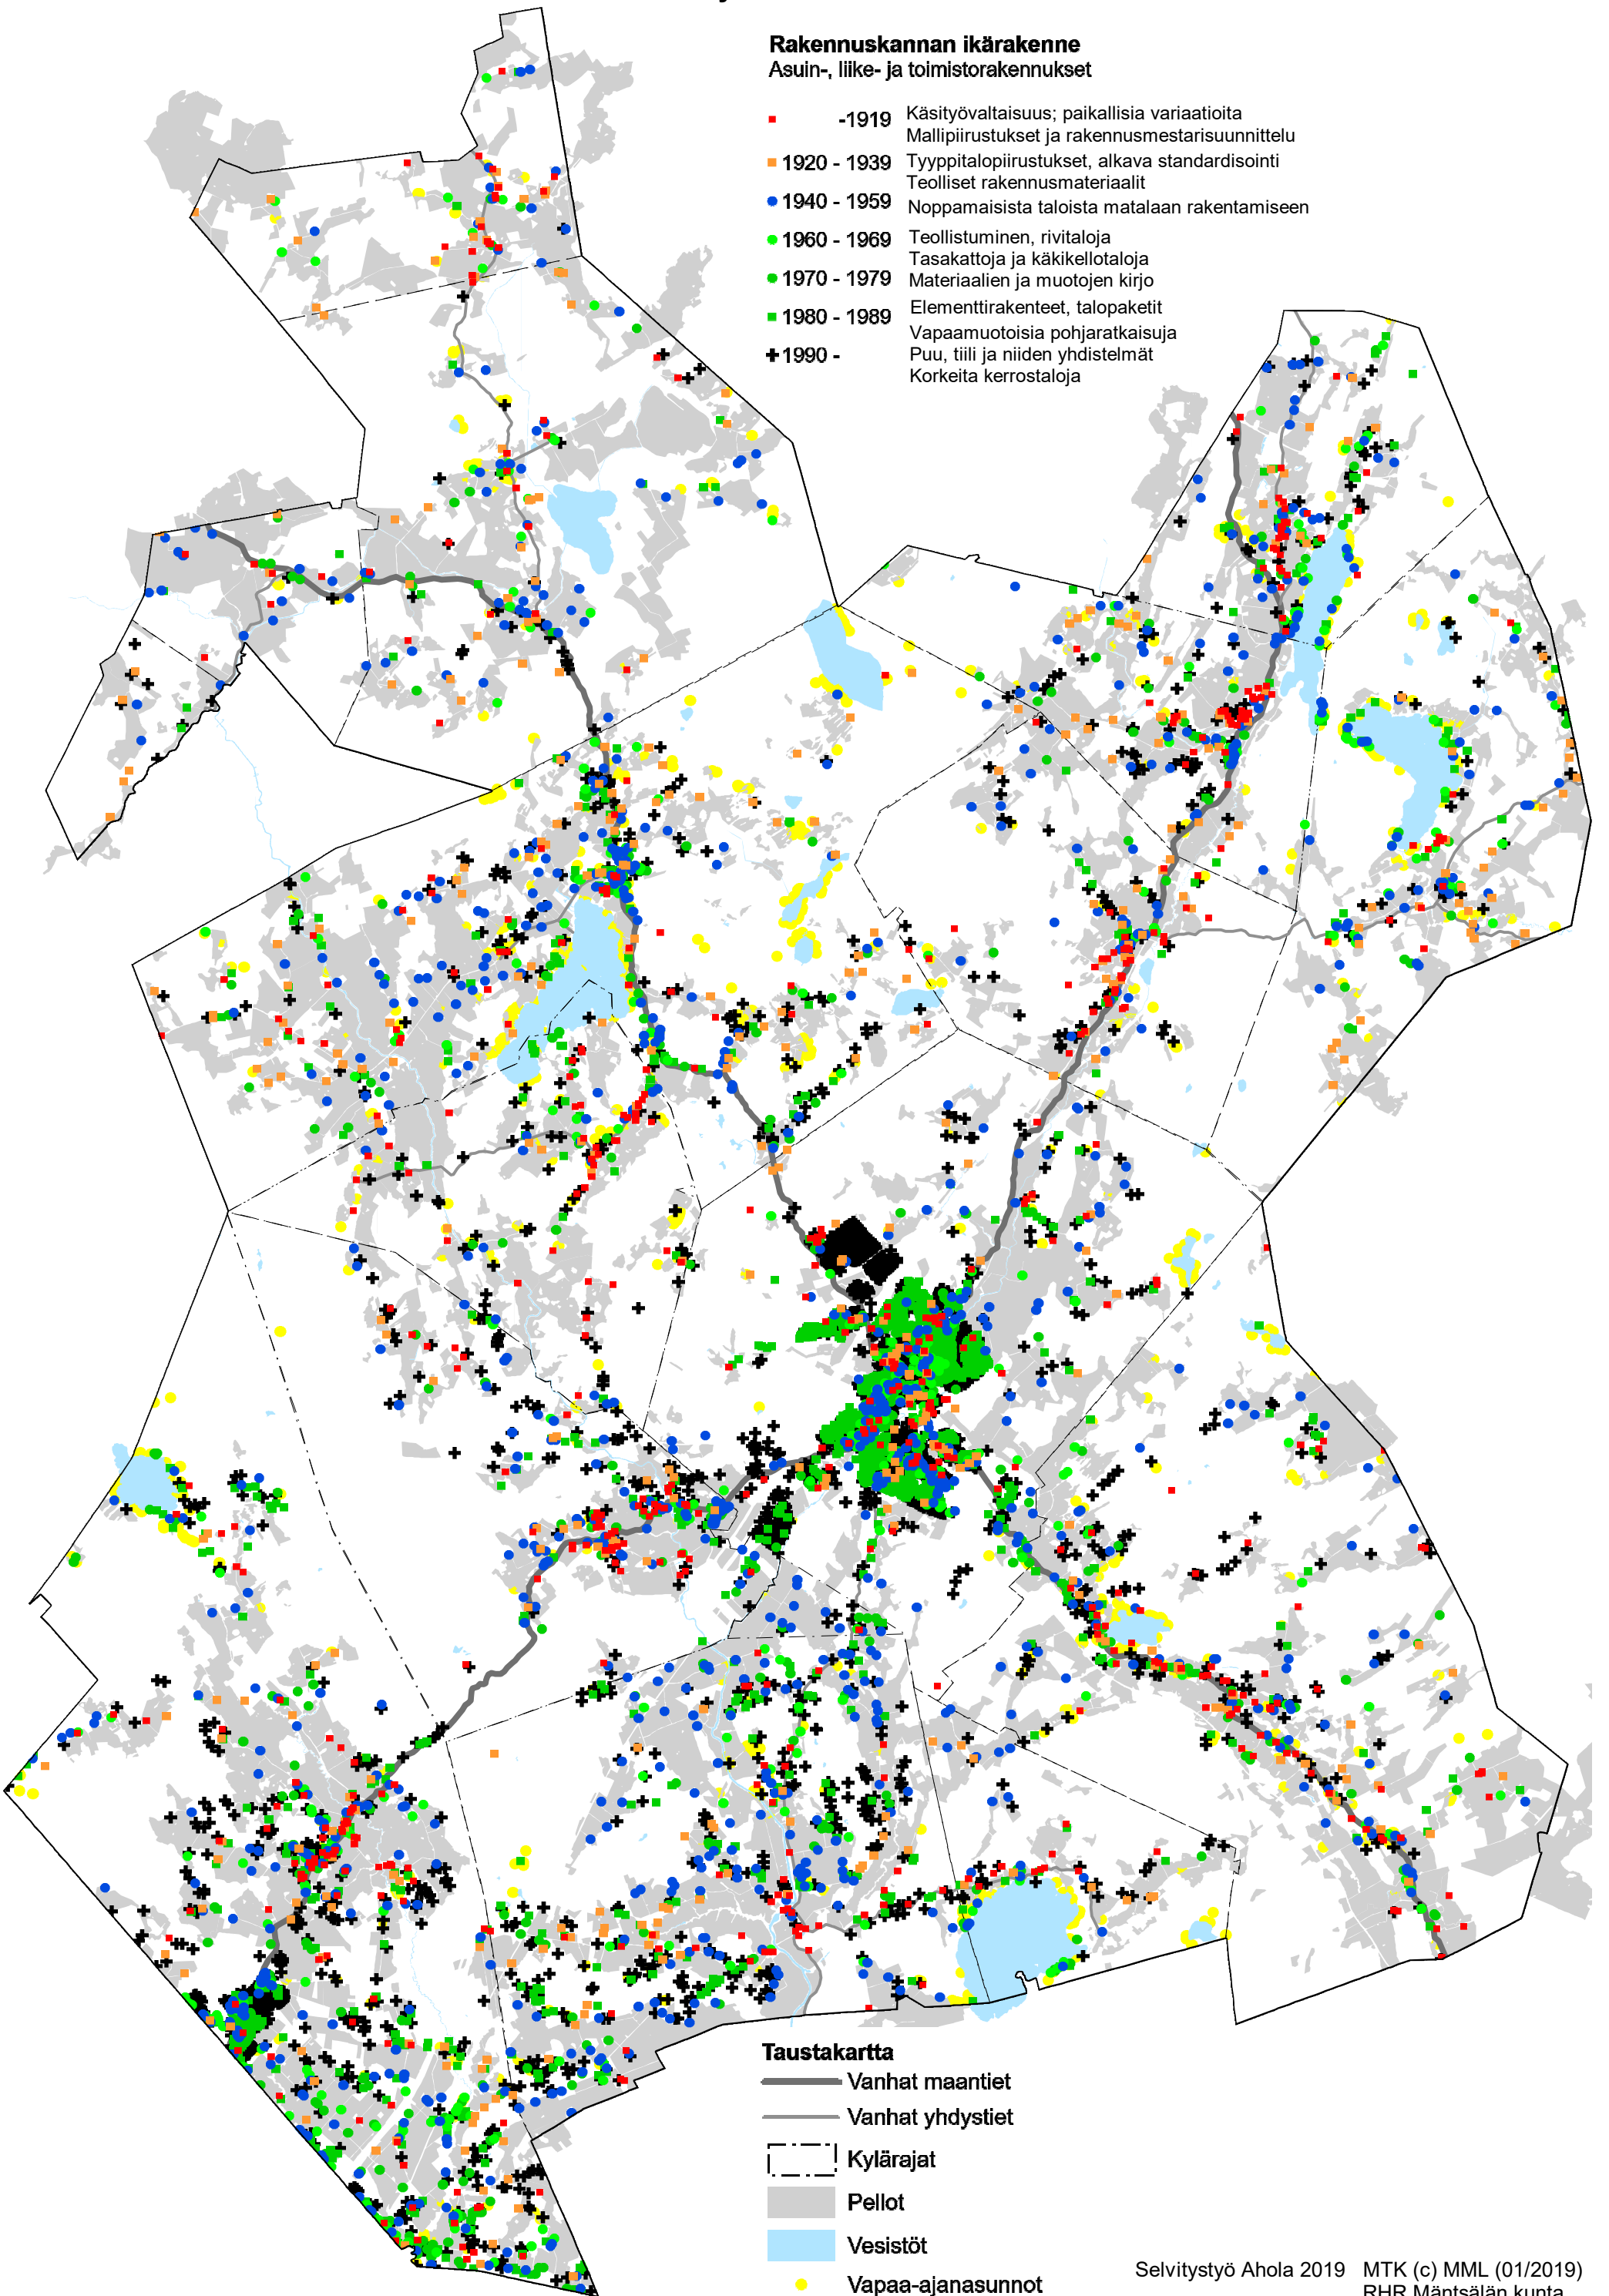 Rakennuskannan ikärakenne
Asuin-, liike- ja toimistorakennukset
-1919 Käsityövaltaisuus; paikallisia variaatioita
Mallipiirustukset ja rakennusmestarisuunnittelu
1920 - 1939 Tyyppitalopiirustukset, alkava standardisointi
Teolliset rakennusmateriaalit
1940 - 1959 Noppamaisista taloista matalaan rakentamiseen
1960 - 1969 Teollistuminen, rivitaloja
Tasakattoja ja käkikellotaloja
1970 - 1979 Materiaalien ja muotojen kirjo
1980 - 1989 Elementtirakenteet, talopaketit
Vapaamuotoisia pohjaratkaisuja
1990 - Puu, tiili ja niiden yhdistelmät
Korkeita kerrostaloja
Taustakartta
Vanhat maantiet
Vanhat yhdystiet
Kylärajat
Pellot
Vesistöt
Vapaa-ajanasunnot
Selvitystyö Ahola 2019 MTK (c) MML (01/2019)
RHR Mäntsälän kunta